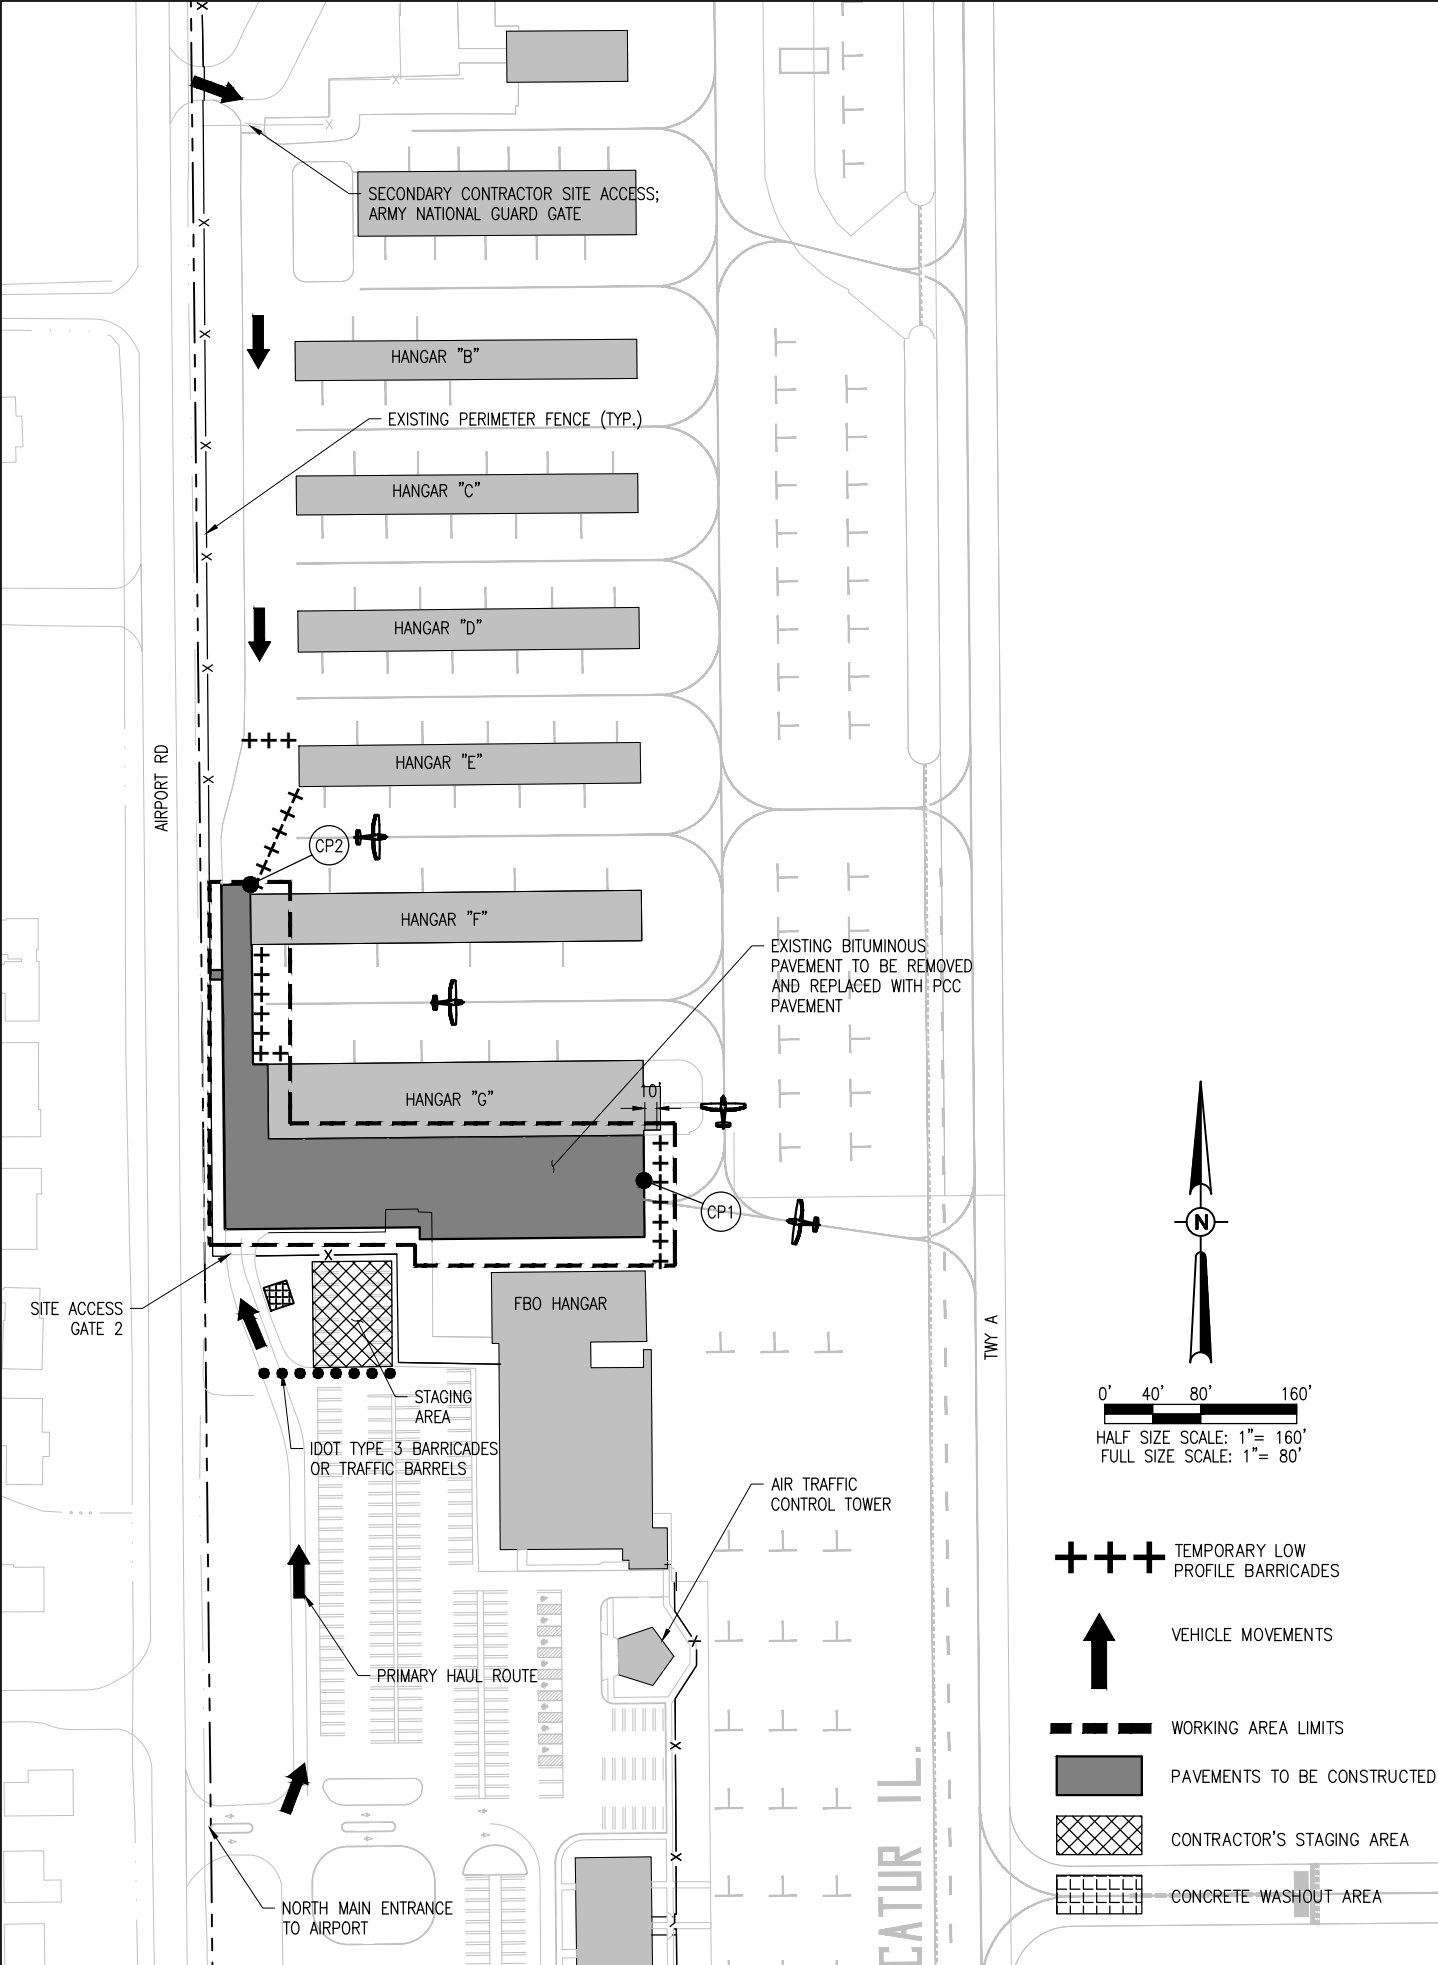 SECONDARY CONTRACTOR SITE ACCESS;
ARMY NATIONAL GUARD GATE
HANGAR "B"
EXISTING PERIMETER FENCE (TYP.)
HANGAR "C"
HANGAR "D"
AIRPORT RD
HANGAR "E"
CP2
HANGAR "F"
EXISTING BITUMINOUS
PAVEMENT TO BE REMOVED
AND REPLACED WITH PCC
PAVEMENT
HANGAR "G"
10'
CP1
N
SITE ACCESS
GATE 2
FBO HANGAR
TWY A
STAGING
AREA
0' 40' 80' 160'
HALF SIZE SCALE: 1"= 160'
FULL SIZE SCALE: 1"= 80'
IDOT TYPE 3 BARRICADES
OR TRAFFIC BARRELS
AIR TRAFFIC
CONTROL TOWER
TEMPORARY LOW
PROFILE BARRICADES
VEHICLE MOVEMENTS
PRIMARY HAUL ROUTE
WORKING AREA LIMITS
PAVEMENTS TO BE CONSTRUCTED
CONTRACTOR'S STAGING AREA
CONCRETE WASHOUT AREA
NORTH MAIN ENTRANCE
TO AIRPORT
CATUR IL.